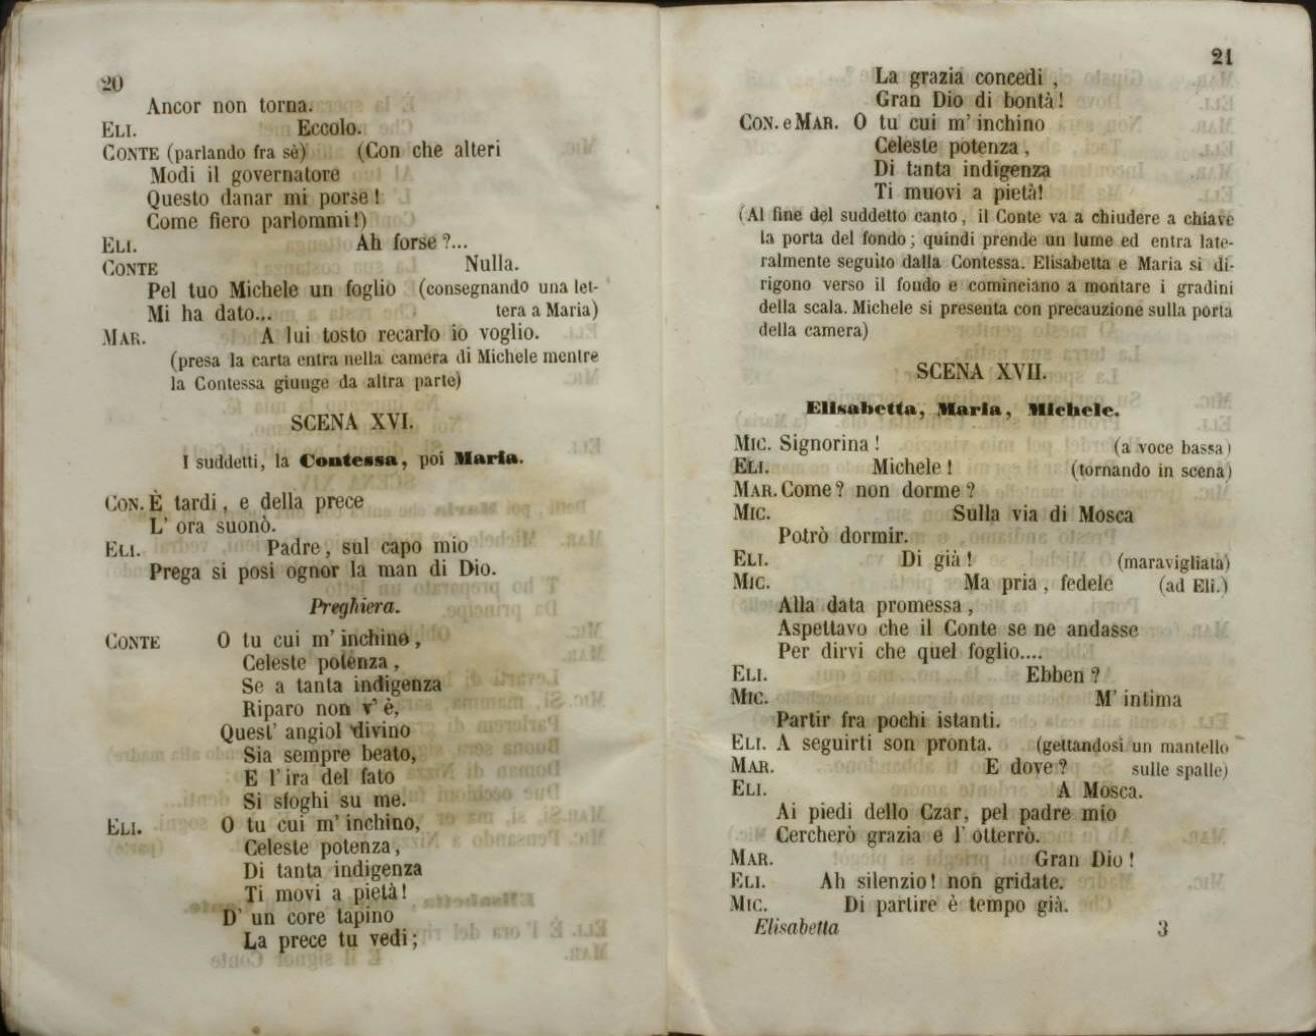 20
Ancor non torna.
ELI. Eccolo.
CONTE (parlando fra sè) (Con che alteri
Modi il governatore
Questo danar mi porse!
Come fiero parlommi!)
ELI. Ah forse?...
CONTE Nulla.
Pel tuo Michele un foglio (consegnando una let-
Mi ha dato... tera a Maria)
MAR. A lui tosto recarlo io voglio.
(presa la carta entra nella camera di Michele mentre
la Contessa giunge da altra parte)
SCENA XVI.
I suddetti, la Contessa, poi Maria.
CON. È tardi, e della prece
L' ora suonò.
ELI. Padre, sul capo mio
Prega si posi ognor la man di Dio.
Preghiera.
CONTE O tu cui m' inchino,
Celeste potenza,
Se a tanta indigenza
Riparo non v' è,
Quest' angiol divino
Sia sempre beato,
E l' ira del fato
Si sfoghi su me.
ELI. O tu cui m' inchino,
Celeste potenza,
Di tanta indigenza
Ti movi a pietà!
D' un core tapino
La prece tu vedi;
21
La grazia concedi,
Gran Dio di bontà!
CON. e MAR. O tu cui m' inchino
Celeste potenza,
Di tanta indigenza
Ti muovi a pietà!
(Al fine del suddetto canto, il Conte va a chiudere a chiave
la porta del fondo; quindi prende un lume ed entra late-
ralmente seguito dalla Contessa. Elisabetta e Maria si di-
rigono verso il fondo e cominciano a montare i gradini
della scala. Michele si presenta con precauzione sulla porta
della camera)
SCENA XVII.
Elisabetta, Maria, Michele.
MIC. Signorina! (a voce bassa)
ELI. Michele! (tornando in scena)
MAR. Come? non dorme?
MIC. Sulla via di Mosca
Potrò dormir.
ELI. Di già! (maravigliata)
MIC. Ma pria, fedele (ad Eli.)
Alla data promessa,
Aspettavo che il Conte se ne andasse
Per dirvi che quel foglio....
ELI. Ebben?
MIC. M' intima
Partir fra pochi istanti.
ELI. A seguirti son pronta. (gettandosi un mantello
MAR. E dove? sulle spalle)
ELI. A Mosca.
Ai piedi dello Czar, pel padre mio
Cercherò grazia e l' otterrò.
MAR. Gran Dio!
ELI. Ah silenzio! non gridate.
MIC. Di partire è tempo già.
Elisabetta 3